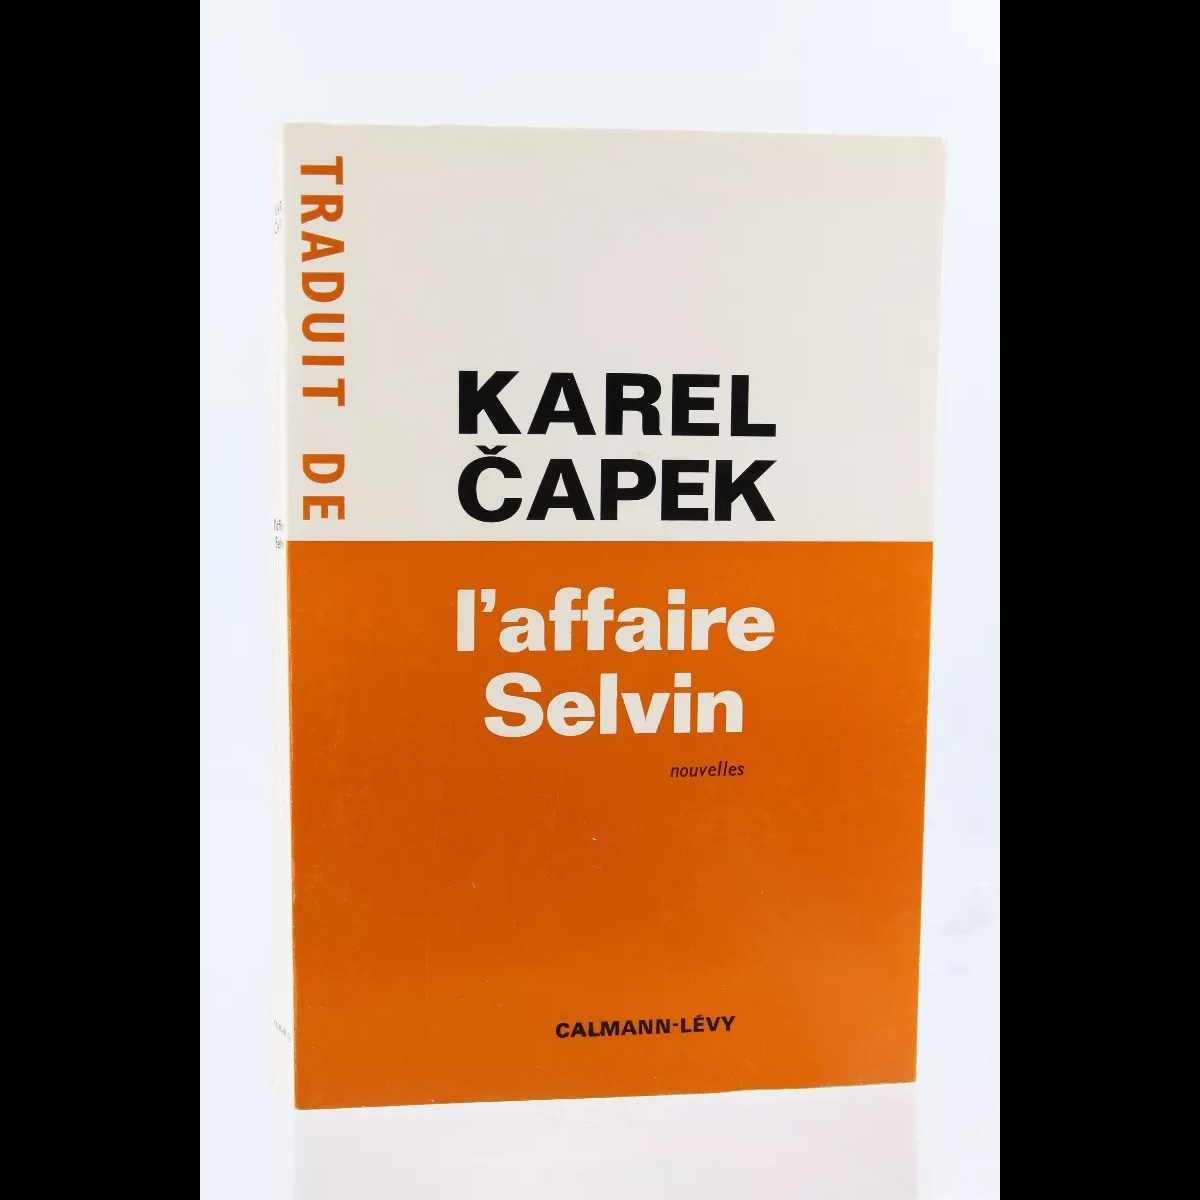 TRADUIT DE
KAREL
ČAPEK
l'affaire
Selvin
nouvelles
CALMANN-LÉVY